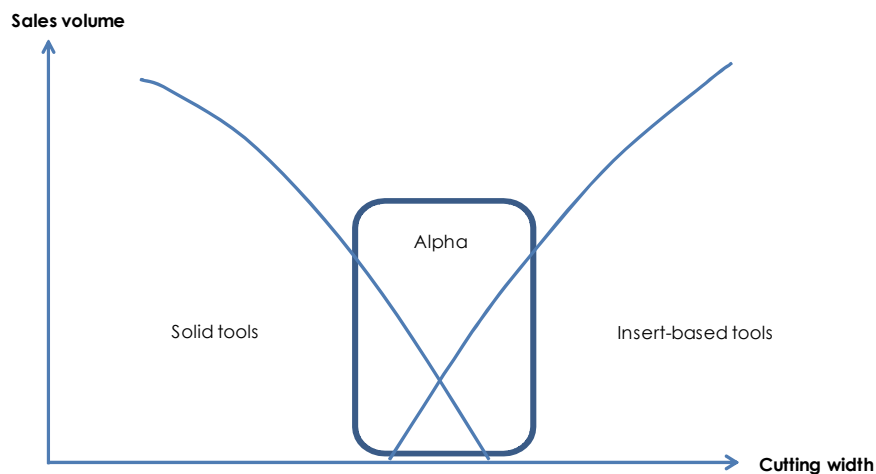 Sales volume
Alpha
Solid tools
Insert-based tools
Cutting width